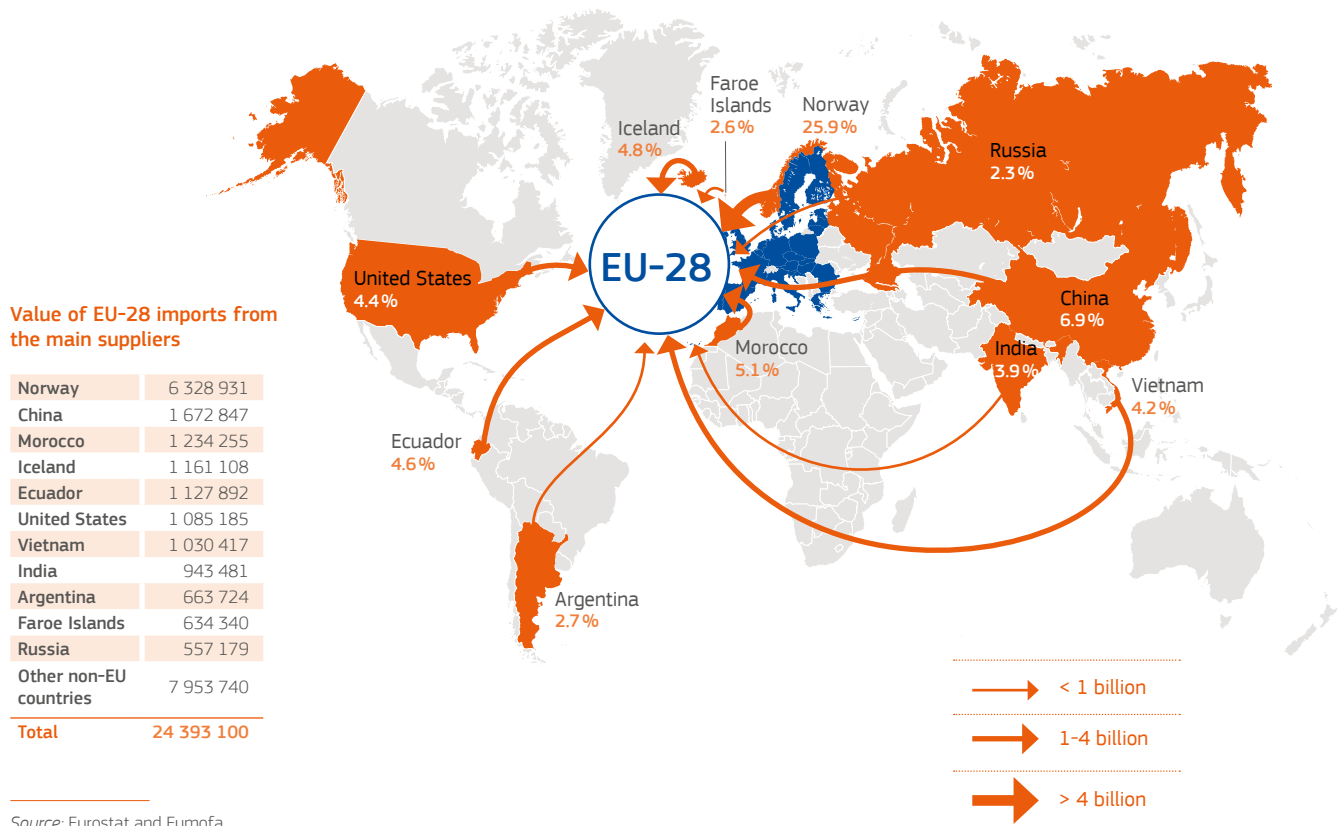 Faroe
Islands
2.6 %
Norway
25.9 %
Iceland
4.8 %
Russia
2.3 %
EU-28
United States
4.4 %
China
6.9 %
Value of EU-28 imports from
the main suppliers
Morocco
5.1 %
India
3.9 %
Vietnam
4.2 %
Norway 6 328 931
China 1 672 847
Morocco 1 234 255
Iceland 1 161 108
Ecuador 1 127 892
United States 1 085 185
Vietnam 1 030 417
India 943 481
Argentina 663 724
Faroe Islands 634 340
Russia 557 179
Other non-EU
countries 7 953 740
Total 24 393 100
Ecuador
4.6 %
Argentina
2.7 %
< 1 billion
1-4 billion
> 4 billion
Source: Eurostat and Eumofa